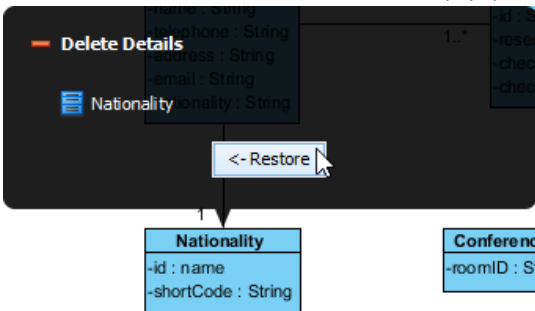 -name : String
-telephone : String
-address : String
-email : String
-nationality : String
1..*
-id : S
-reser
-chec
-chec
Delete Details
Nationality
<- Restore
1
Nationality
-id : name
-shortCode : String
Conferenc
-roomID : S